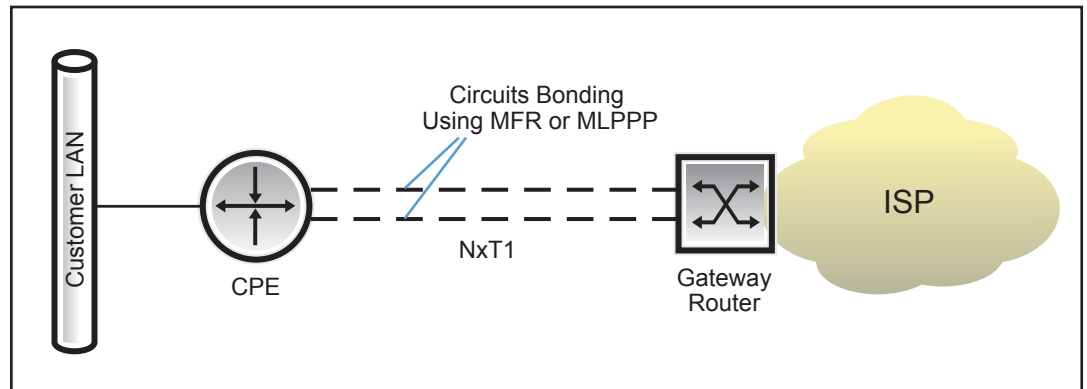 Customer LAN
CPE
Circuits Bonding
Using MFR or MLPPP
NxT1
Gateway
Router
ISP